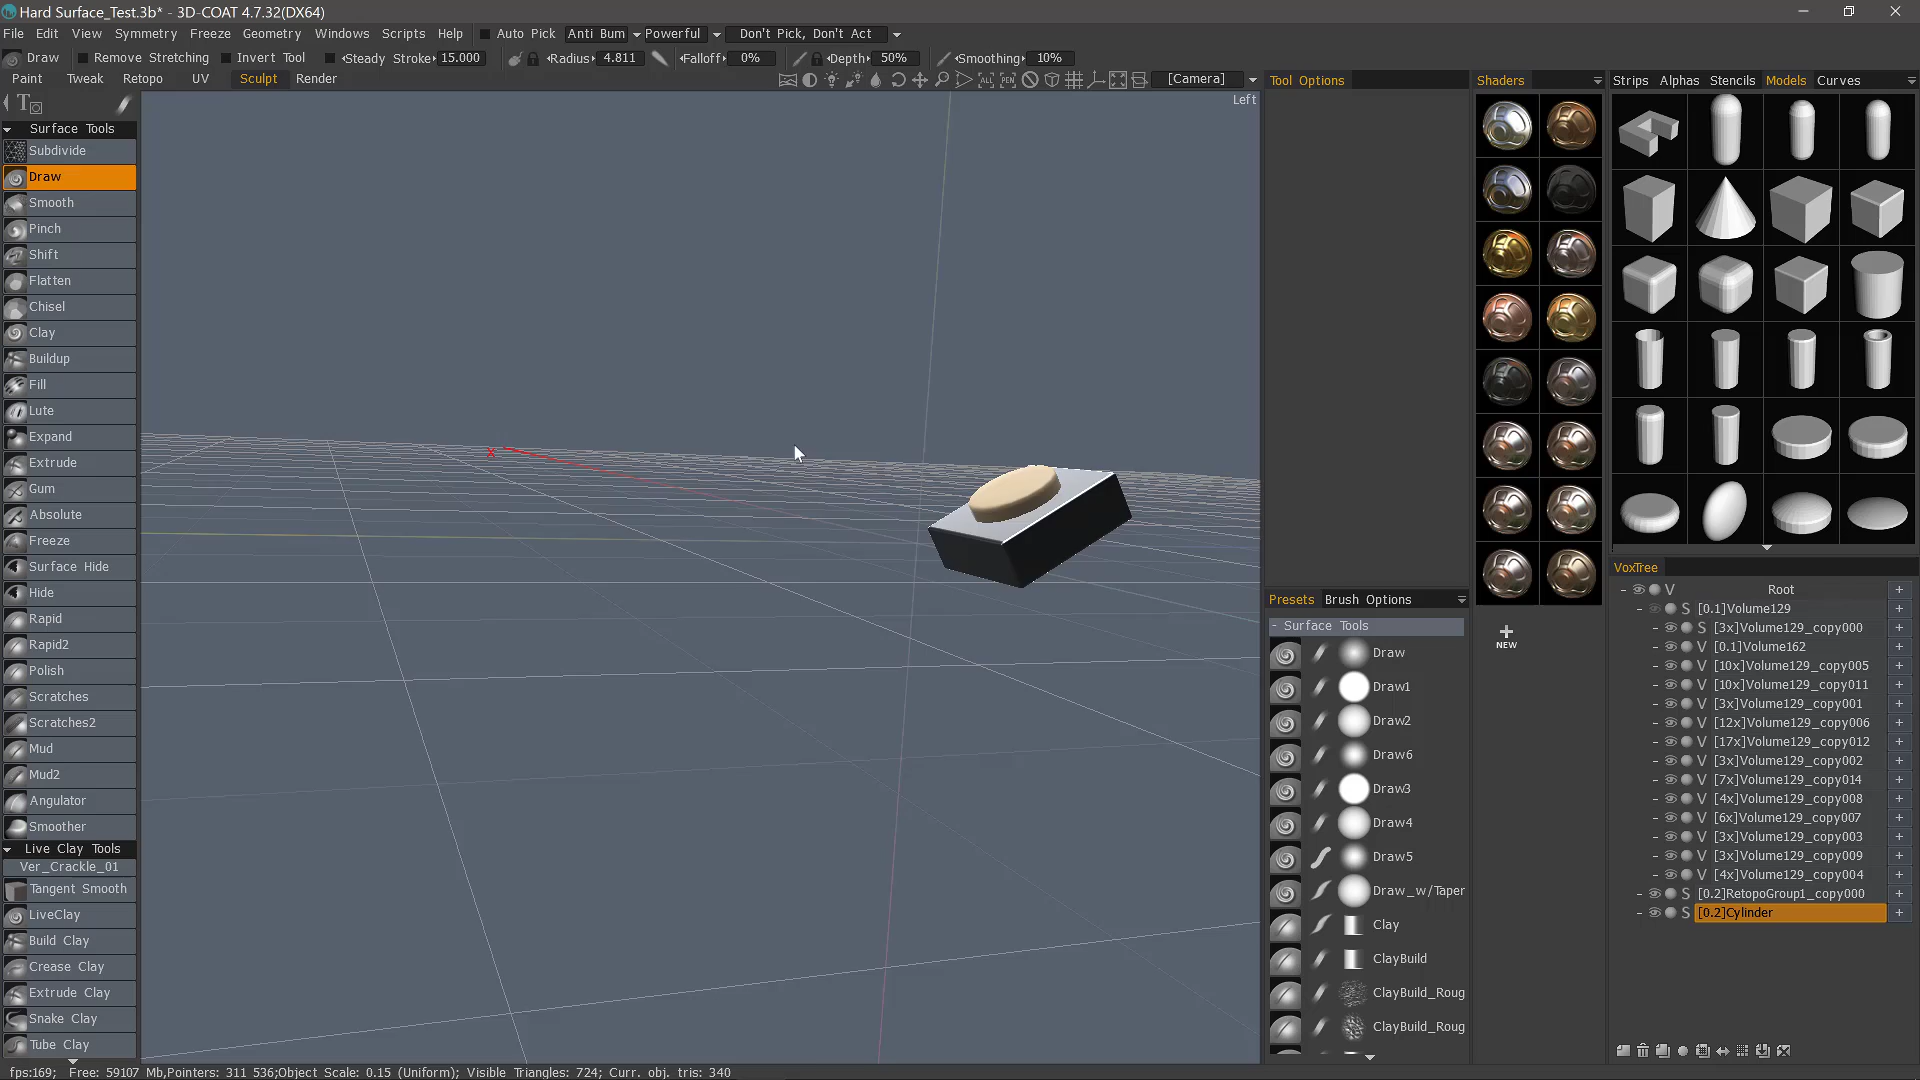 Hard Surface_Test.3b* - 3D-COAT 4.7.32(DX64)
File Edit View Symmetry Freeze Geometry Windows Scripts Help Auto Pick Anti Bum Powerful Don't Pick, Don't Act
Draw Remove Stretching Invert Tool Steady Stroke 15.000 Radius 4.811 Falloff 0% Depth 50% Smoothing 10%
Paint Tweak Retopo UV Sculpt Render ALL PEN [Camera]
Tool Options
Shaders
Strips Alphas Stencils Models Curves
Left
Surface Tools
Subdivide
Draw
Smooth
Pinch
Shift
Flatten
Chisel
Clay
Buildup
Fill
Lute
Expand
Extrude
Gum
Absolute
Freeze
Surface Hide
Hide
Rapid
Rapid2
Polish
Scratches
Scratches2
Mud
Mud2
Angulator
Smoother
Live Clay Tools
Ver_Crackle_01
Tangent Smooth
LiveClay
Build Clay
Crease Clay
Extrude Clay
Snake Clay
Tube Clay
x
Presets Brush Options
- Surface Tools
Draw
Draw1
Draw2
Draw6
Draw3
Draw4
Draw5
Draw_w/Taper
Clay
ClayBuild
ClayBuild_Roug
ClayBuild_Roug
+
NEW
VoxTree
- V Root +
- S [0.1]Volume129 +
- S [3x]Volume129_copy000 +
- V [0.1]Volume162 +
- V [10x]Volume129_copy005 +
- V [10x]Volume129_copy011 +
- V [3x]Volume129_copy001 +
- V [12x]Volume129_copy006 +
- V [17x]Volume129_copy012 +
- V [3x]Volume129_copy002 +
- V [7x]Volume129_copy014 +
- V [4x]Volume129_copy008 +
- V [6x]Volume129_copy007 +
- V [3x]Volume129_copy003 +
- V [3x]Volume129_copy009 +
- V [4x]Volume129_copy004 +
- S [0.2]RetopoGroup1_copy000 +
- S [0.2]Cylinder +
fps:169; Free: 59107 Mb,Pointers: 311 536;Object Scale: 0.15 (Uniform); Visible Triangles: 724; Curr. obj. tris: 340